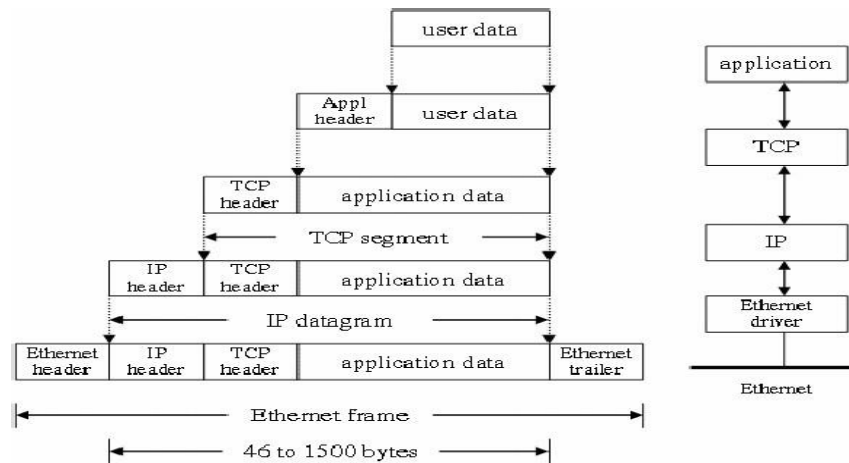 user data
application
Appl
header
user data
TCP
TCP
header
application data
TCP segment
IP
IP
header
TCP
header
application data
IP datagram
Ethernet
driver
Ethernet
header
IP
header
TCP
header
application data
Ethernet
trailer
Ethernet
Ethernet frame
46 to 1500 bytes